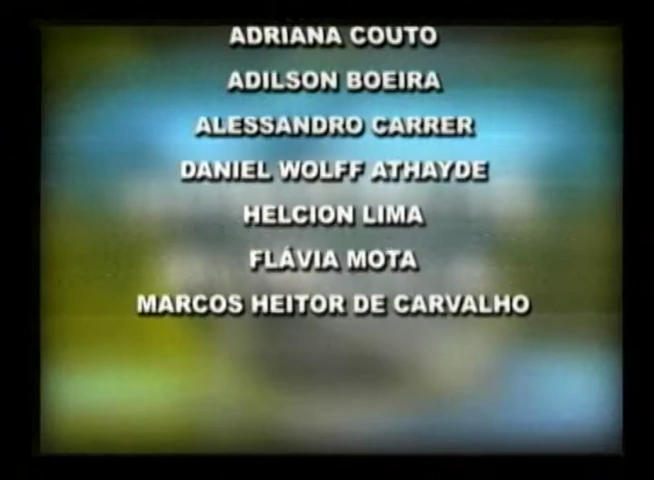 ADRIANA COUTO
ADILSON BOEIRA
ALESSANDRO CARRER
DANIEL WOLFF ATHAYDE
HELCION LIMA
FLÁVIA MOTA
MARCOS HEITOR DE CARVALHO